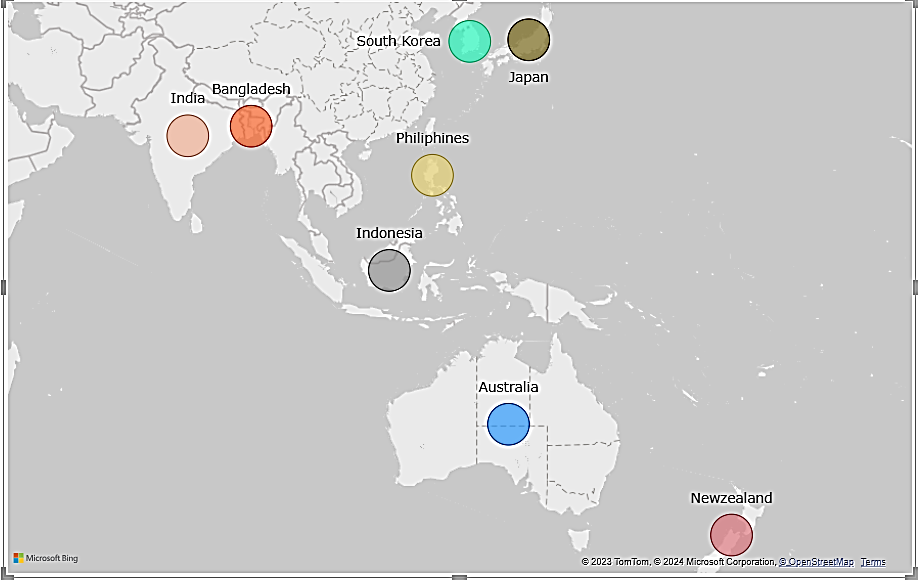 South Korea
Japan
Bangladesh
India
Philiphines
Indonesia
Australia
Newzealand
Microsoft Bing
© 2023 TomTom, © 2024 Microsoft Corporation, © OpenStreetMap Terms